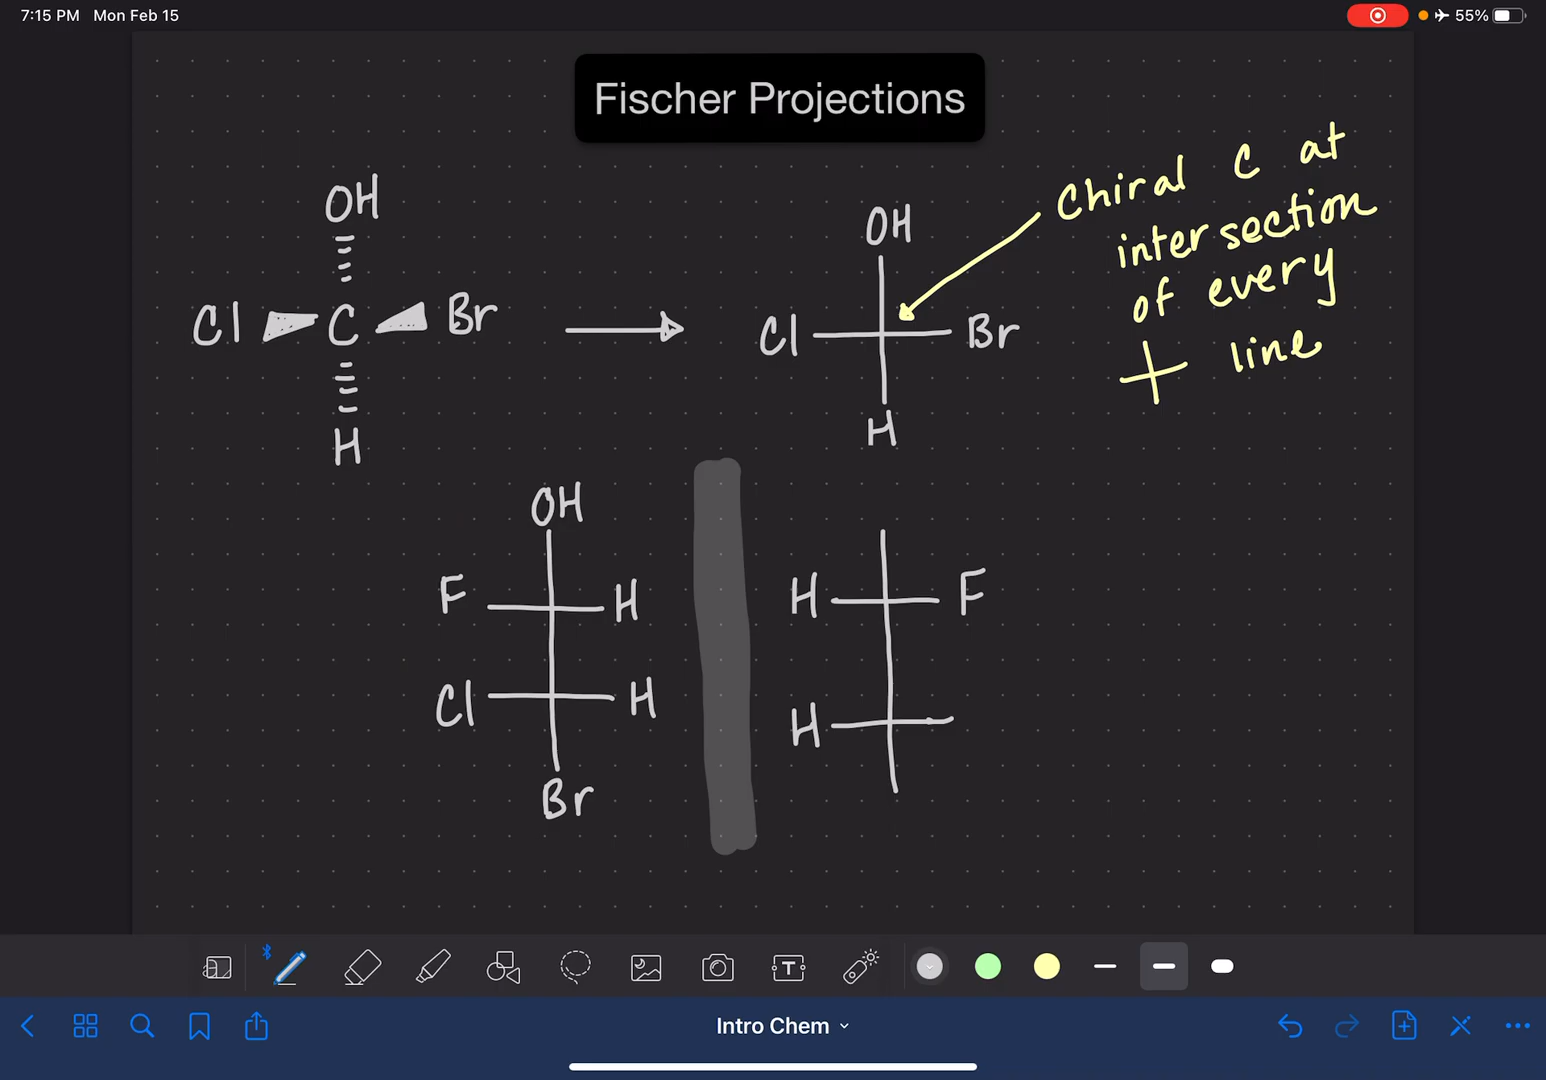 7:15 PM Mon Feb 15
55%
Fischer Projections
Chiral C at
intersection
of every
+ line
OH
Cl C Br
H
OH
Cl Br
H
OH
F H
Cl H
Br
H F
H
T
Intro Chem